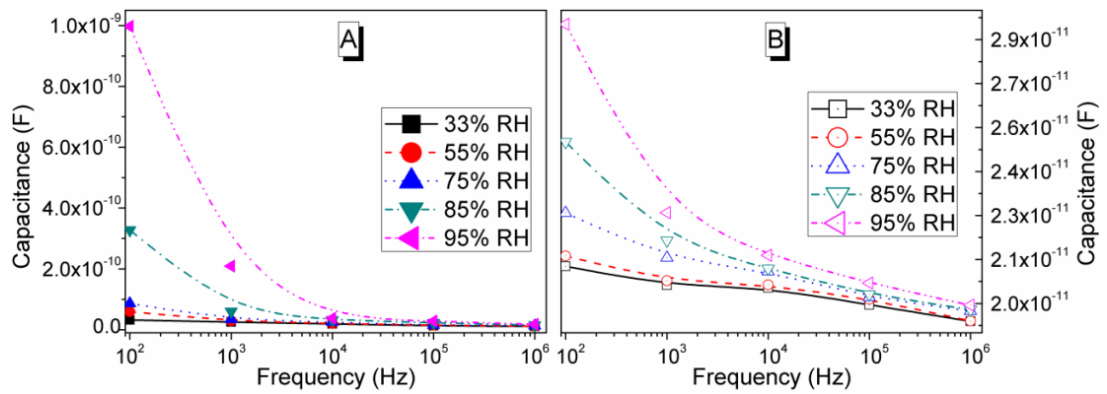 A
Capacitance (F)
1.0x10⁻⁹
8.0x10⁻¹⁰
6.0x10⁻¹⁰
4.0x10⁻¹⁰
2.0x10⁻¹⁰
0.0
33% RH
55% RH
75% RH
85% RH
95% RH
10² 10³ 10⁴ 10⁵ 10⁶
Frequency (Hz)
B
33% RH
55% RH
75% RH
85% RH
95% RH
2.9x10⁻¹¹
2.7x10⁻¹¹
2.6x10⁻¹¹
2.4x10⁻¹¹
2.3x10⁻¹¹
2.1x10⁻¹¹
2.0x10⁻¹¹
Capacitance (F)
10² 10³ 10⁴ 10⁵ 10⁶
Frequency (Hz)